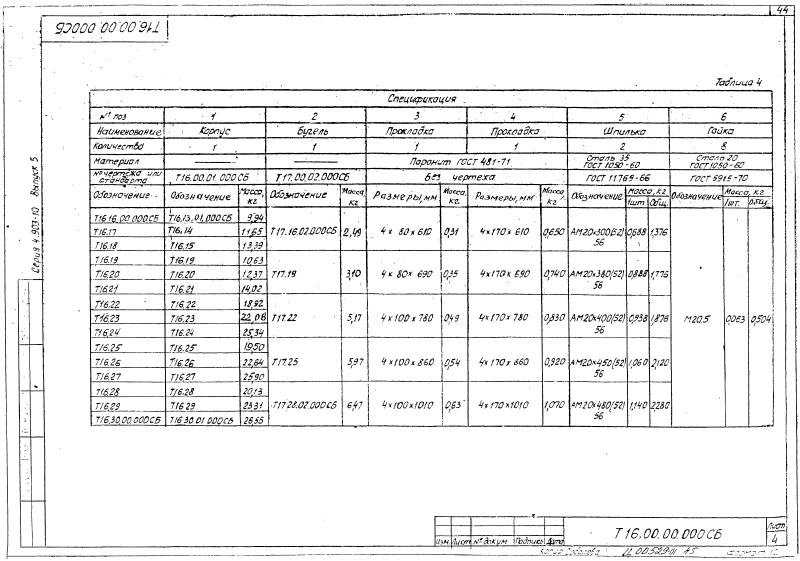 44
Т16.00.00.000СБ
Серия 4.903-10 Выпуск 5
Таблица 4
Спецификация
№ поз 1 2 3 4 5 6
Наименование Корпус Бугель Прокладка Прокладка Шпилька Гайка
Количество 1 1 1 1 2 8
Материал Паронит ГОСТ 481-71 Сталь 35 ГОСТ 1050-60 Сталь 20 ГОСТ 1050-60
№ чертежа или стандарта Т16.00.01.000СБ Т17.00.02.000СБ Без чертежа ГОСТ 11769-66 ГОСТ 5915-70
Обозначение Обозначение Масса, кг Обозначение Масса, кг Размеры, мм Масса, кг Размеры, мм Масса, кг Обозначение Масса, кг 1шт Общ. Обозначение Масса, кг 1шт. Общ.
Т16.16.00.000СБ Т16.13.01.000СБ 9,94
Т16.17 Т16.14 11,65 Т17.16.02.000СБ 2,49 4×80×610 0,31 4×170×610 0,650 АМ20×300(52) 56 0,688 1,376
Т16.18 Т16.15 13,39
Т16.19 Т16.19 10,63
Т16.20 Т16.20 12,37 Т17.19 3,10 4×80×690 0,35 4×170×690 0,740 АМ20×380(52) 56 0,888 1,776
Т16.21 Т16.21 14,02
Т16.22 Т16.22 18,92
Т16.23 Т16.23 22,08 Т17.22 5,17 4×100×780 0,49 4×170×780 0,830 АМ20×400(52) 56 0,938 1,876 М20.5 0,063 0,504
Т16.24 Т16.24 25,34
Т16.25 Т16.25 19,50
Т16.26 Т16.26 22,64 Т17.25 5,97 4×100×860 0,54 4×170×860 0,920 АМ20×450(52) 56 1,060 2,120
Т16.27 Т16.27 25,90
Т16.28 Т16.28 20,13
Т16.29 Т16.29 23,31 Т17.28.02.000СБ 6,47 4×100×1010 0,63 4×170×1010 1,070 АМ20×480(52) 56 1,140 2,280
Т16.30.00.000СБ Т16.30.01.000СБ 26,55
Т16.00.00.000СБ
Лист
4
Изм. Лист № докум Подпись Дата
Копир Ц.00529-01 45 Формат 12